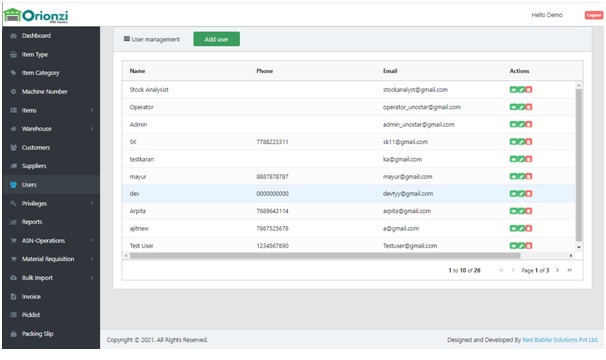 Orionzi
Hello Demo
Logout
Dashboard
Item Type
Item Category
Machine Number
Items
Warehouse
Customers
Suppliers
Users
Privileges
Reports
ASN-Operations
Material Requisition
Bulk Import
Invoice
Picklist
Packing Slip
User management
Add user
Name Phone Email Actions
Stock Analysist stockanalyst@gmail.com
Operator operator_unostar@gmail.com
Admin admin_unostar@gmail.com
SK 7788223311 sk11@gmail.com
testkaran ka@gmail.com
mayur 8887878787 mayur@gmail.com
dev 0000000000 devtyy@gmail.com
Arpita 7689643114 arpita@gmail.com
ajitnew 7867525678 a@gmail.com
Test User 1234567890 Testuser@gmail.com
1 to 10 of 26 Page 1 of 3
Copyright © 2021. All Rights Reserved.
Designed and Developed By Red Bixbite Solutions Pvt Ltd.